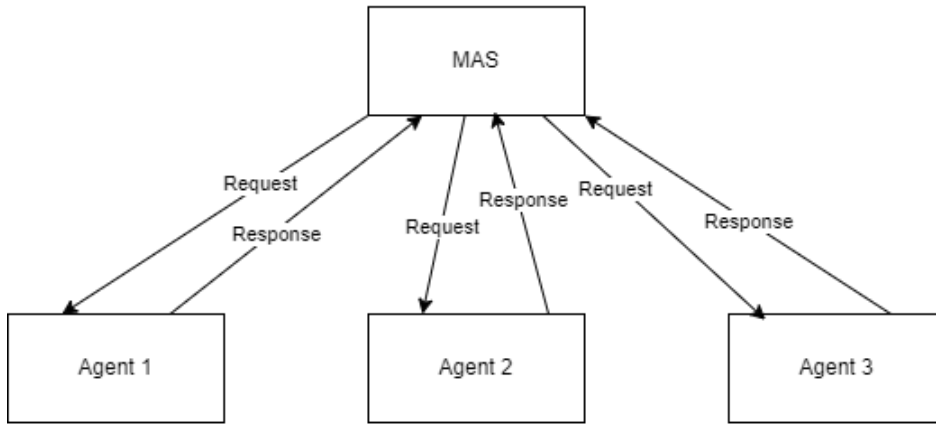 MAS
Request
Response
Request
Response
Request
Response
Agent 1
Agent 2
Agent 3